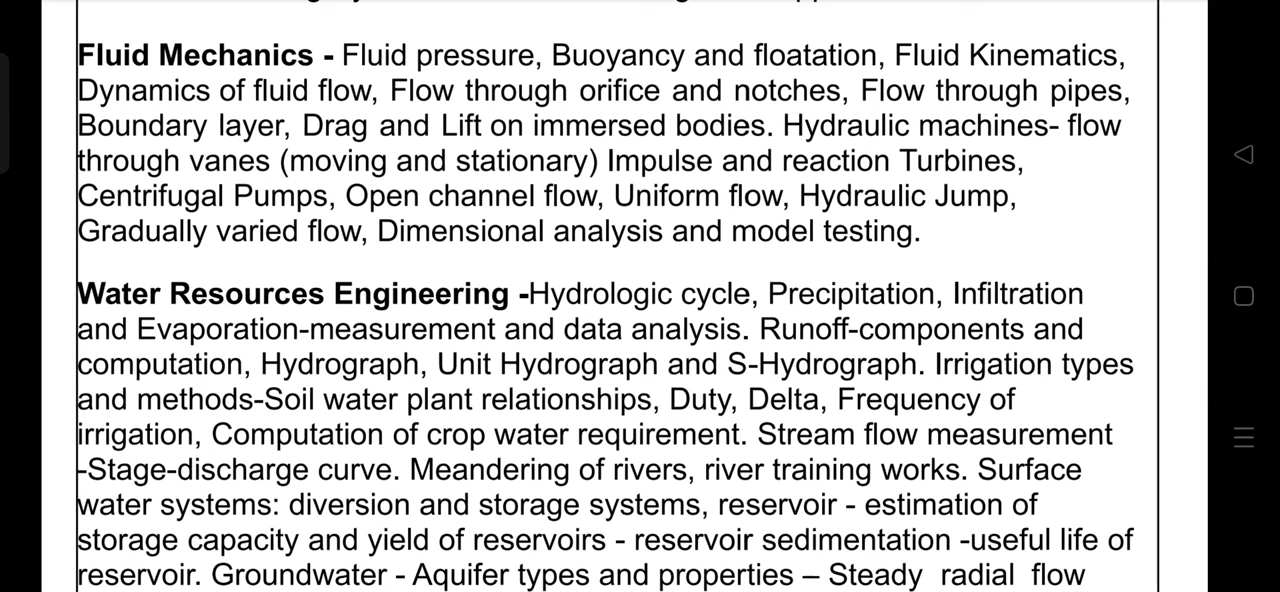 Fluid Mechanics - Fluid pressure, Buoyancy and floatation, Fluid Kinematics,
Dynamics of fluid flow, Flow through orifice and notches, Flow through pipes,
Boundary layer, Drag and Lift on immersed bodies. Hydraulic machines- flow
through vanes (moving and stationary) Impulse and reaction Turbines,
Centrifugal Pumps, Open channel flow, Uniform flow, Hydraulic Jump,
Gradually varied flow, Dimensional analysis and model testing.
Water Resources Engineering -Hydrologic cycle, Precipitation, Infiltration
and Evaporation-measurement and data analysis. Runoff-components and
computation, Hydrograph, Unit Hydrograph and S-Hydrograph. Irrigation types
and methods-Soil water plant relationships, Duty, Delta, Frequency of
irrigation, Computation of crop water requirement. Stream flow measurement
-Stage-discharge curve. Meandering of rivers, river training works. Surface
water systems: diversion and storage systems, reservoir - estimation of
storage capacity and yield of reservoirs - reservoir sedimentation -useful life of
reservoir. Groundwater - Aquifer types and properties – Steady radial flow